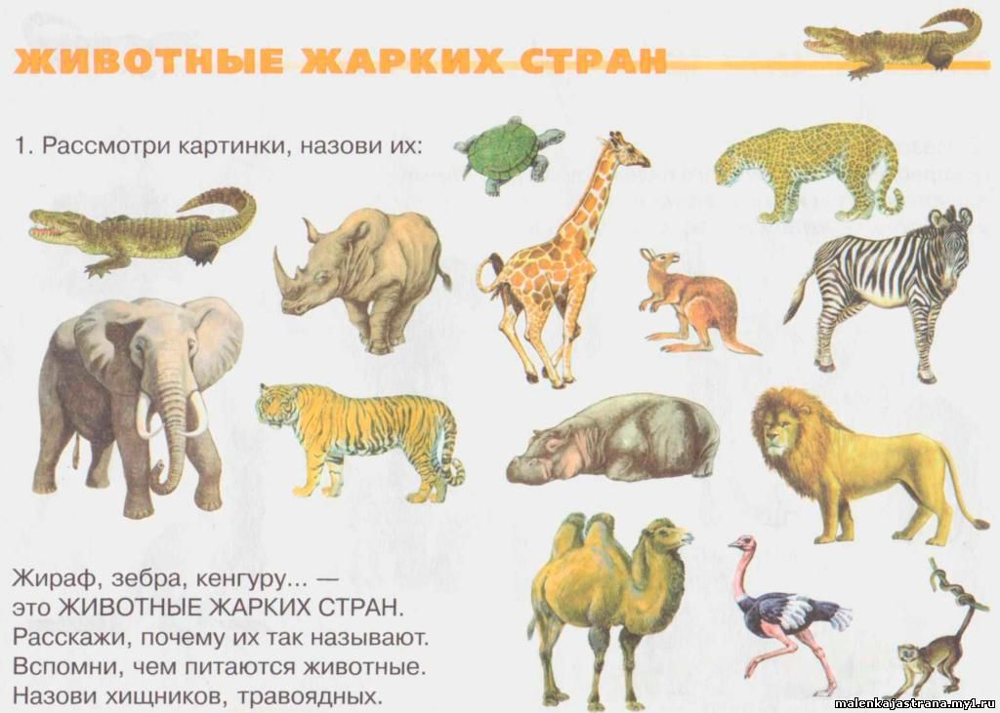 ЖИВОТНЫЕ ЖАРКИХ СТРАН
1. Рассмотри картинки, назови их:
Жираф, зебра, кенгуру... —
это ЖИВОТНЫЕ ЖАРКИХ СТРАН.
Расскажи, почему их так называют.
Вспомни, чем питаются животные.
Назови хищников, травоядных.
malenkajastrana.my1.ru